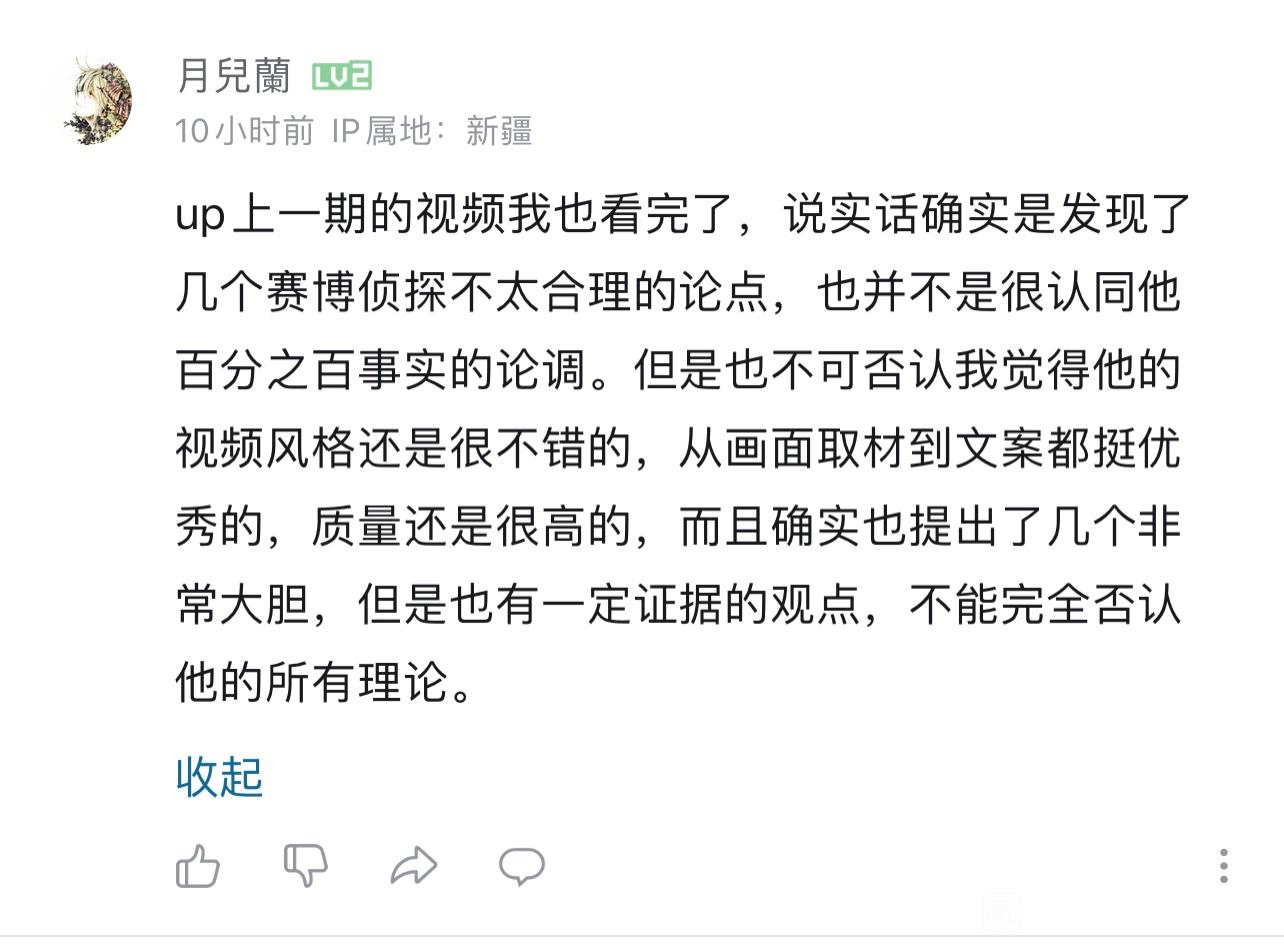 月兒蘭 LV2
10小时前 IP属地：新疆
up上一期的视频我也看完了，说实话确实是发现了
几个赛博侦探不太合理的论点，也并不是很认同他
百分之百事实的论调。但是也不可否认我觉得他的
视频风格还是很不错的，从画面取材到文案都挺优
秀的，质量还是很高的，而且确实也提出了几个非
常大胆，但是也有一定证据的观点，不能完全否认
他的所有理论。
收起